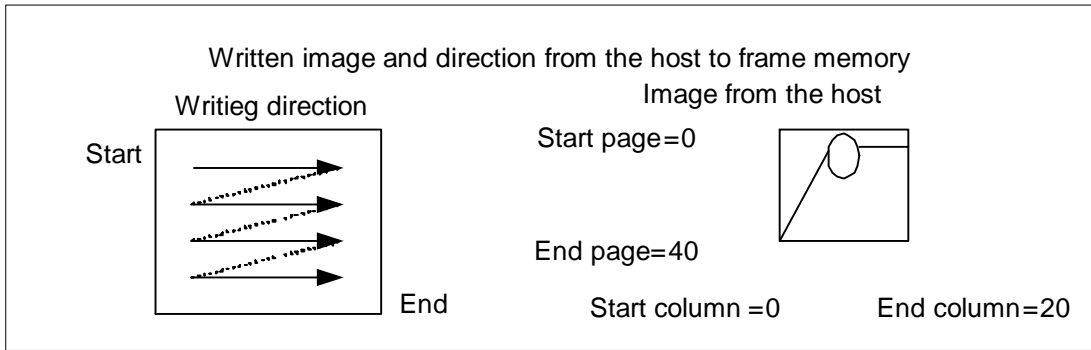 Written image and direction from the host to frame memory
Writieg direction
Image from the host
Start
Start page=0
End page=40
End
Start column =0
End column=20